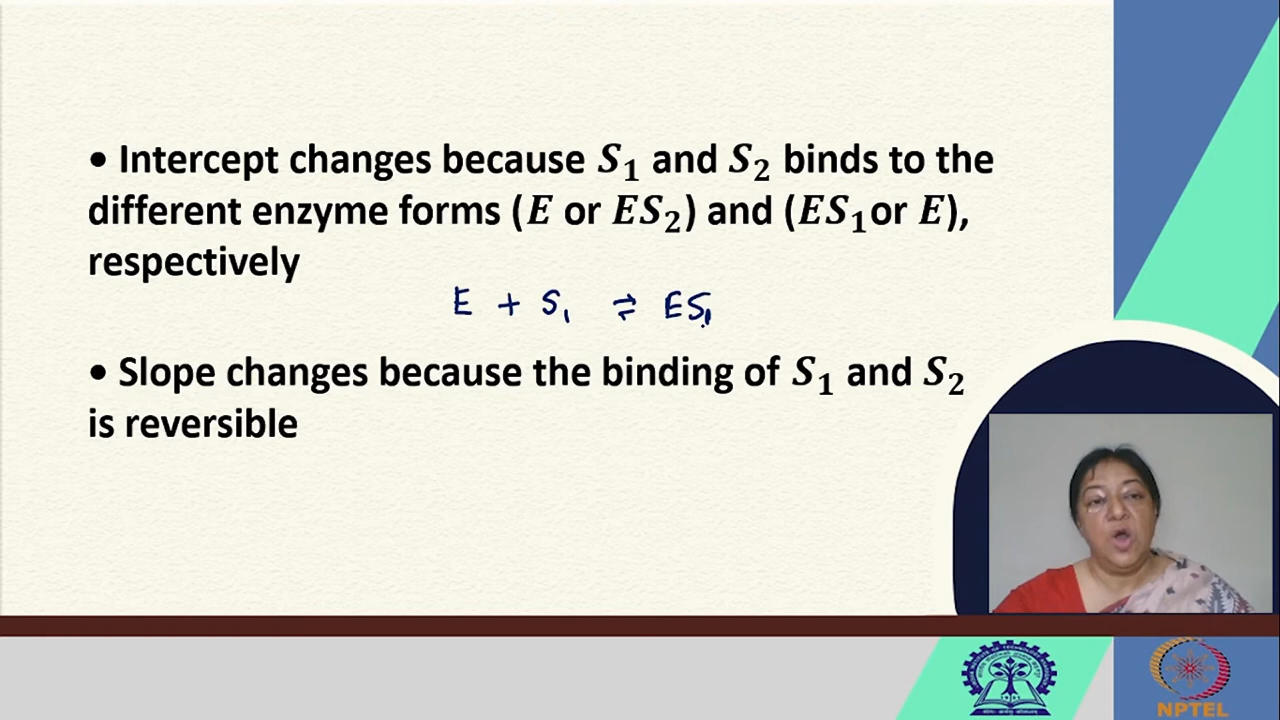 • Intercept changes because S₁ and S₂ binds to the
different enzyme forms (E or ES₂) and (ES₁or E),
respectively
E + S₁ ⇌ ES₁
• Slope changes because the binding of S₁ and S₂
is reversible
NPTEL